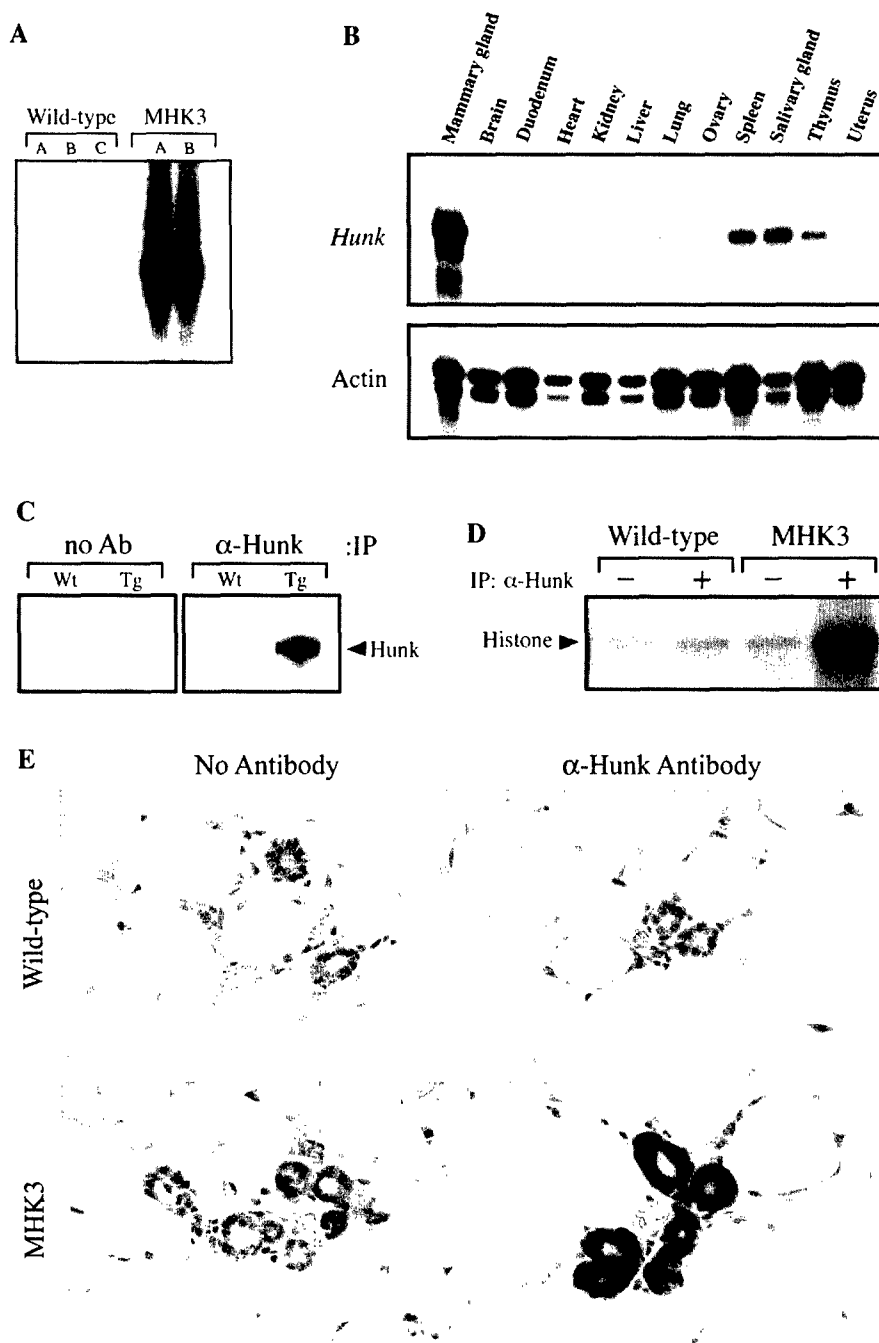 A
Wild-type MHK3
A B C A B
B
Mammary gland
Brain
Duodenum
Heart
Kidney
Liver
Lung
Ovary
Spleen
Salivary gland
Thymus
Uterus
Hunk
Actin
C
no Ab α-Hunk :IP
Wt Tg Wt Tg
Hunk
D
Wild-type MHK3
IP: α-Hunk − + − +
Histone
E
No Antibody α-Hunk Antibody
Wild-type
MHK3